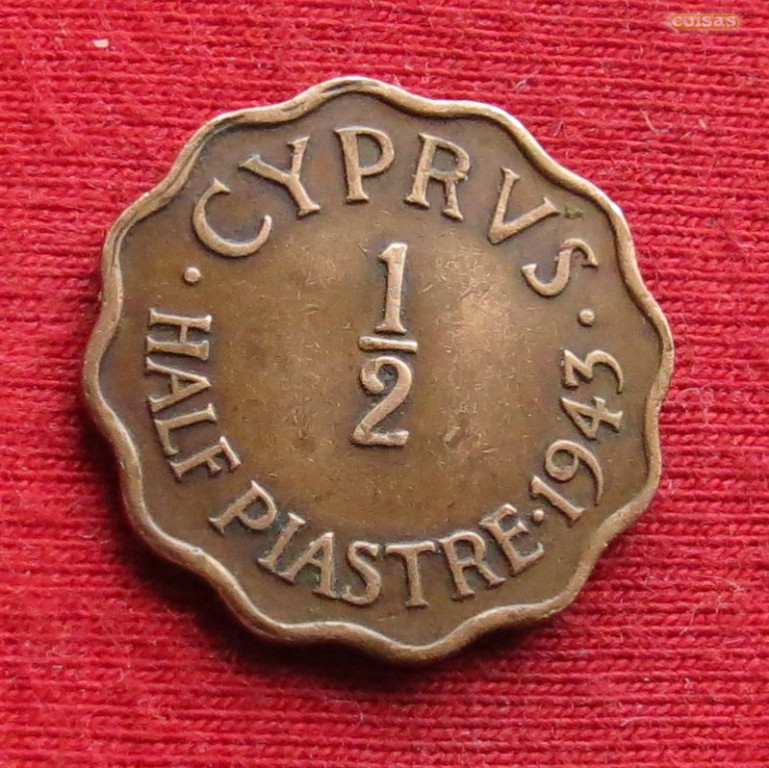 coisas
CYPRVS
1
2
HALF PIASTRE · 1943